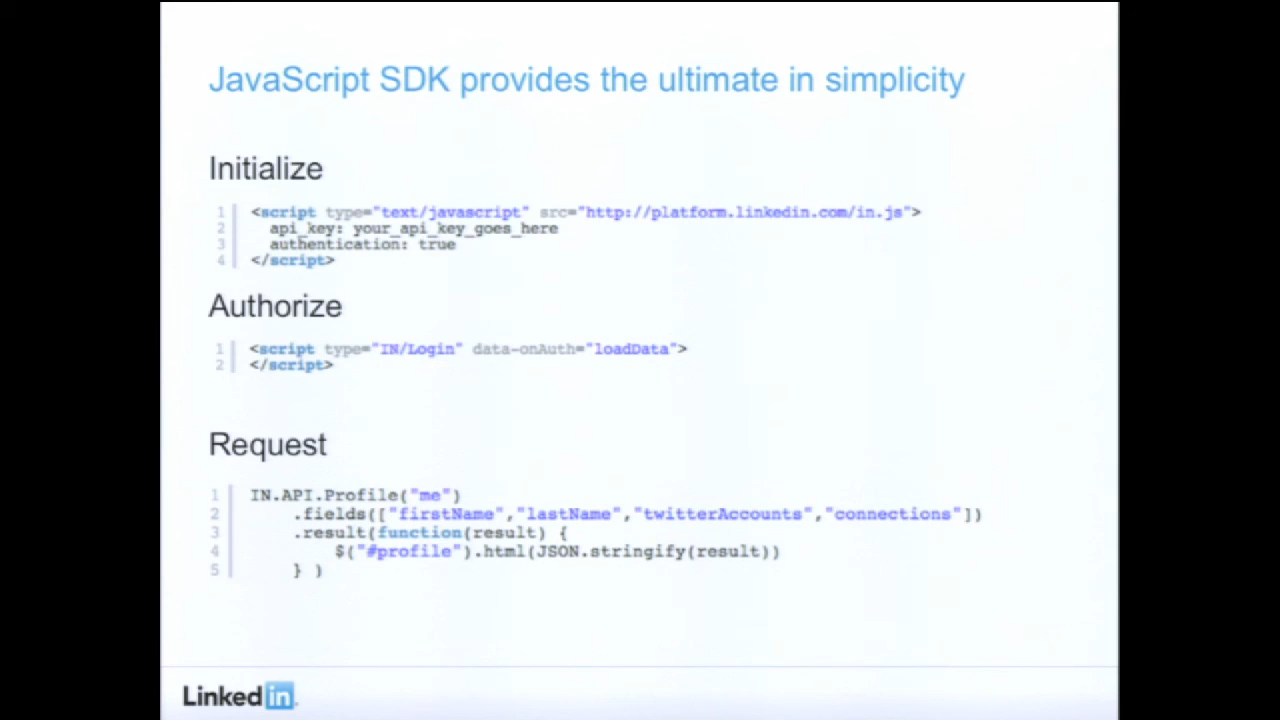 JavaScript SDK provides the ultimate in simplicity
Initialize
1 <script type="text/javascript" src="http://platform.linkedin.com/in.js">
2 api_key: your_api_key_goes_here
3 authentication: true
4 </script>
Authorize
1 <script type="IN/Login" data-onAuth="loadData">
2 </script>
Request
1 IN.API.Profile("me")
2 .fields(["firstName","lastName","twitterAccounts","connections"])
3 .result(function(result) {
4 $("#profile").html(JSON.stringify(result))
5 } )
Linked in